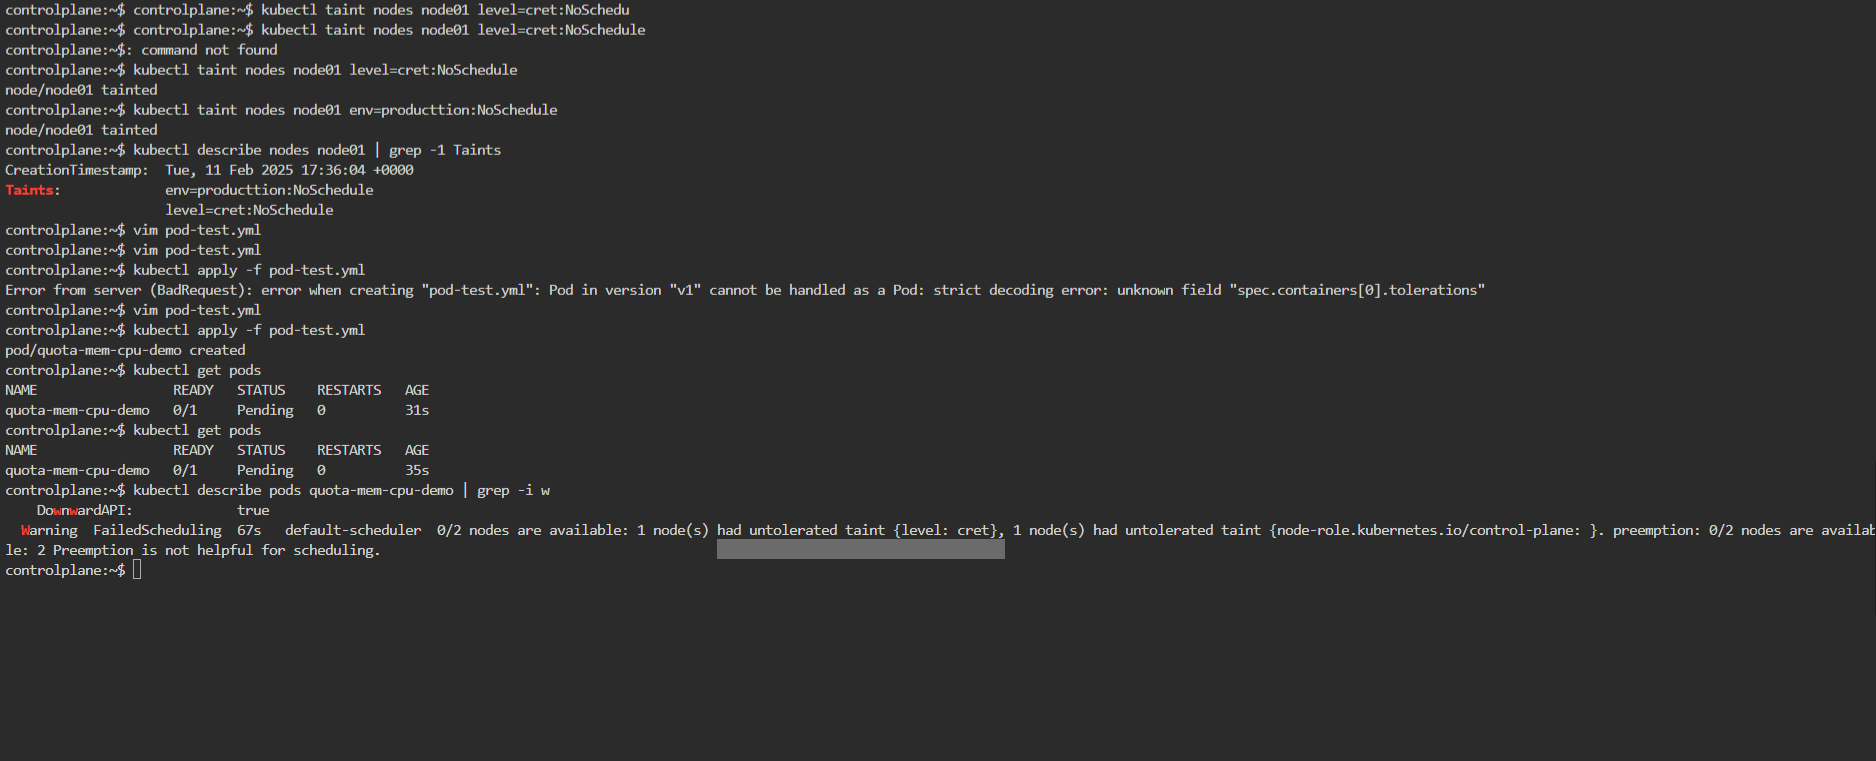 controlplane:~$ controlplane:~$ kubectl taint nodes node01 level=cret:NoSchedu
controlplane:~$ controlplane:~$ kubectl taint nodes node01 level=cret:NoSchedule
controlplane:~$: command not found
controlplane:~$ kubectl taint nodes node01 level=cret:NoSchedule
node/node01 tainted
controlplane:~$ kubectl taint nodes node01 env=producttion:NoSchedule
node/node01 tainted
controlplane:~$ kubectl describe nodes node01 | grep -1 Taints
CreationTimestamp:  Tue, 11 Feb 2025 17:36:04 +0000
Taints:             env=producttion:NoSchedule
                    level=cret:NoSchedule
controlplane:~$ vim pod-test.yml
controlplane:~$ vim pod-test.yml
controlplane:~$ kubectl apply -f pod-test.yml
Error from server (BadRequest): error when creating "pod-test.yml": Pod in version "v1" cannot be handled as a Pod: strict decoding error: unknown field "spec.containers[0].tolerations"
controlplane:~$ vim pod-test.yml
controlplane:~$ kubectl apply -f pod-test.yml
pod/quota-mem-cpu-demo created
controlplane:~$ kubectl get pods
NAME                 READY   STATUS    RESTARTS   AGE
quota-mem-cpu-demo   0/1     Pending   0          31s
controlplane:~$ kubectl get pods
NAME                 READY   STATUS    RESTARTS   AGE
quota-mem-cpu-demo   0/1     Pending   0          35s
controlplane:~$ kubectl describe pods quota-mem-cpu-demo | grep -i w
    DownwardAPI:             true
  Warning  FailedScheduling  67s   default-scheduler  0/2 nodes are available: 1 node(s) had untolerated taint {level: cret}, 1 node(s) had untolerated taint {node-role.kubernetes.io/control-plane: }. preemption: 0/2 nodes are availab
le: 2 Preemption is not helpful for scheduling.
controlplane:~$